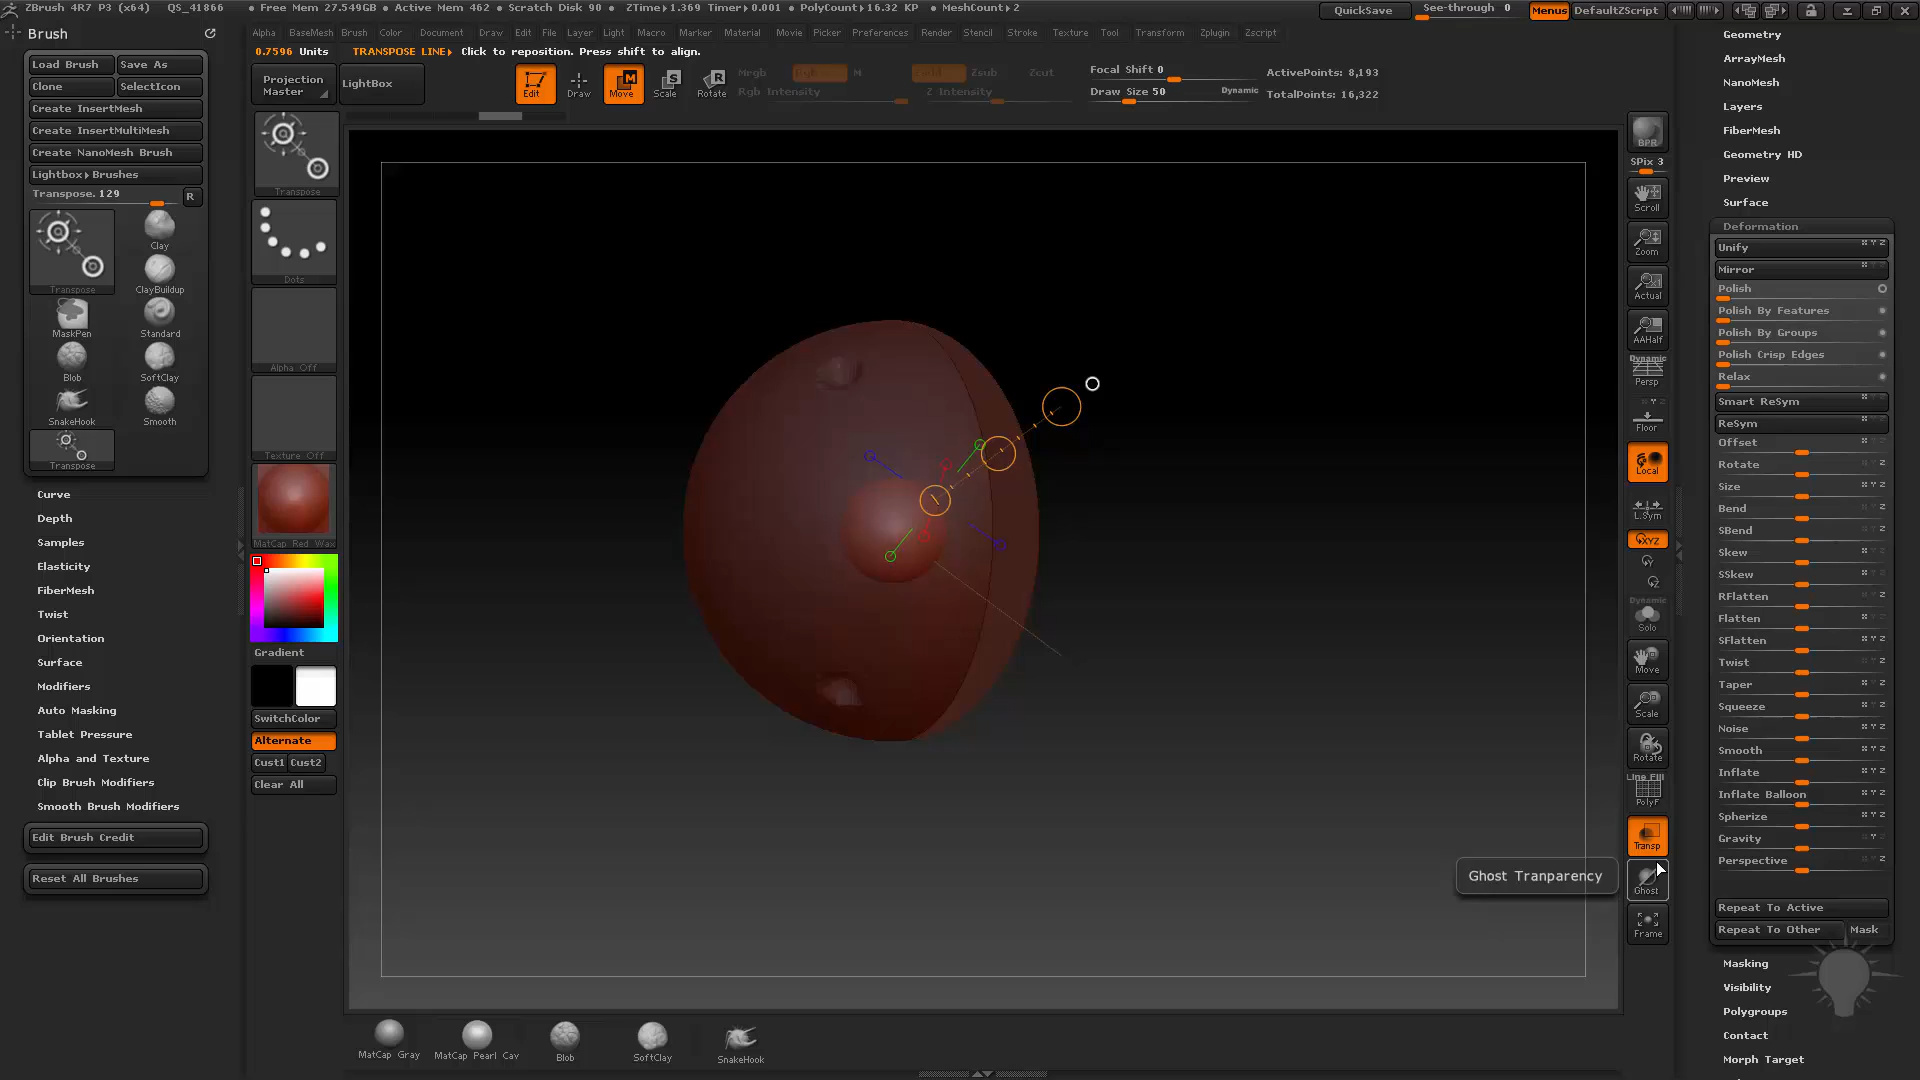 ZBrush 4R7 P3 (x64) QS_41866 • Free Mem 27.549GB • Active Mem 462 • Scratch Disk 90 • ZTime▸1.369 Timer▸0.001 • PolyCount▸16.32 KP • MeshCount▸2
QuickSave See-through 0 Menus DefaultZScript
Brush
Alpha BaseMesh Brush Color Document Draw Edit File Layer Light Macro Marker Material Movie Picker Preferences Render Stencil Stroke Texture Tool Transform Zplugin Zscript
0.7596 Units TRANSPOSE LINE▸ Click to reposition. Press shift to align.
Load Brush Save As
Clone SelectIcon
Create InsertMesh
Create InsertMultiMesh
Create NanoMesh Brush
Lightbox▸Brushes
Transpose. 129 R
Transpose
Clay
ClayBuildup
MaskPen
Standard
Blob
SoftClay
SnakeHook
Smooth
Transpose
Curve
Depth
Samples
Elasticity
FiberMesh
Twist
Orientation
Surface
Modifiers
Auto Masking
Tablet Pressure
Alpha and Texture
Clip Brush Modifiers
Smooth Brush Modifiers
Edit Brush Credit
Reset All Brushes
Projection Master
LightBox
Edit
Draw
Move
Scale
Rotate
Mrgb M
Rgb Intensity
Zsub Zcut
Z Intensity
Focal Shift 0
Draw Size 50 Dynamic
ActivePoints: 8,193
TotalPoints: 16,322
Transpose
Dots
Alpha Off
Texture Off
MatCap Red Wax
Gradient
SwitchColor
Alternate
Cust1 Cust2
Clear All
MatCap Gray
MatCap Pearl Cav
Blob
SoftClay
SnakeHook
Ghost Tranparency
BPR
SPix 3
Scroll
Zoom
Actual
AAHalf
Dynamic
Persp
Floor
Local
L.Sym
XYZ
Y
Z
Dynamic
Solo
Move
Scale
Rotate
Line Fill
PolyF
Transp
Ghost
Frame
Geometry
ArrayMesh
NanoMesh
Layers
FiberMesh
Geometry HD
Preview
Surface
Deformation
Unify
Mirror
Polish
Polish By Features
Polish By Groups
Polish Crisp Edges
Relax
Smart ReSym
ReSym
Offset
Rotate
Size
Bend
SBend
Skew
SSkew
RFlatten
Flatten
SFlatten
Twist
Taper
Squeeze
Noise
Smooth
Inflate
Inflate Balloon
Spherize
Gravity
Perspective
Repeat To Active
Repeat To Other Mask
Masking
Visibility
Polygroups
Contact
Morph Target